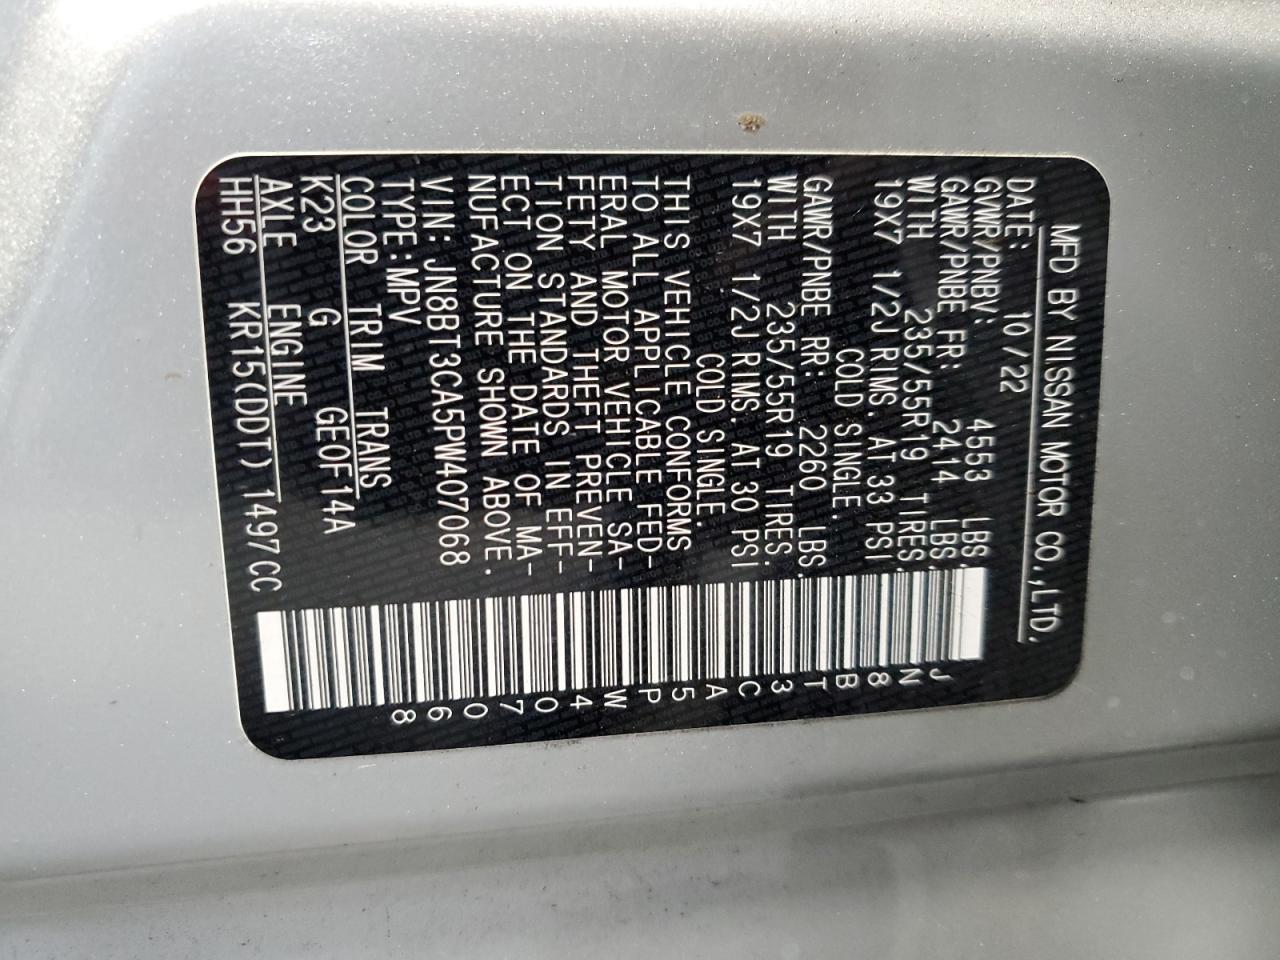 MFD BY NISSAN MOTOR CO.,LTD.
DATE: 10/22
GVWR/PNBV: 4553 LBS.
GAWR/PNBE FR: 2414 LBS.
WITH 235/55R19 TIRES,
19X7 1/2J RIMS, AT 33 PSI
COLD SINGLE.
GAWR/PNBE RR: 2260 LBS.
WITH 235/55R19 TIRES.
19X7 1/2J RIMS, AT 30 PSI
COLD SINGLE.
THIS VEHICLE CONFORMS
TO ALL APPLICABLE FED-
ERAL MOTOR VEHICLE SA-
FETY AND THEFT PREVEN-
TION STANDARDS IN EFF-
ECT ON THE DATE OF MA-
NUFACTURE SHOWN ABOVE.
VIN: JN8BT3CA5PW407068
TYPE:MPV
COLOR TRIM TRANS
K23 G GE0F14A
AXLE ENGINE
HH56 KR15(DDT) 1497CC
JN8BT3CA5PW407068